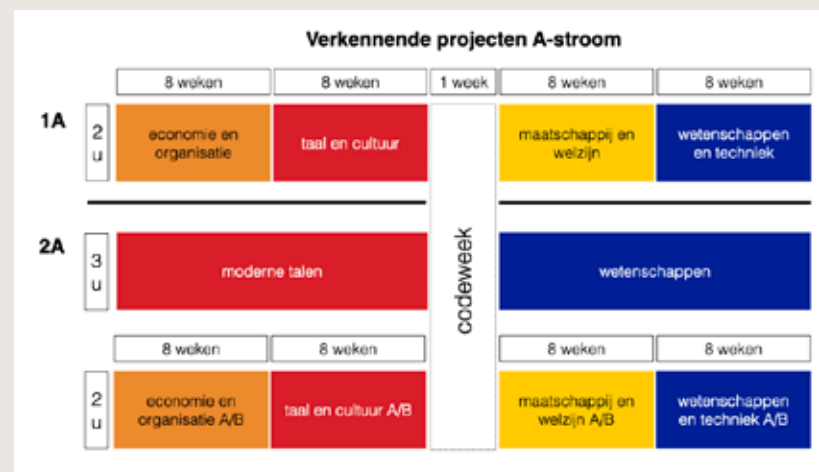 Verkennende projecten A-stroom
8 weken
8 weken
1 week
8 weken
8 weken
1A
2
u
economie en
organisatie
taal en cultuur
maatschappij en
welzijn
wetenschappen
en techniek
2A
3
u
moderne talen
codeweek
wetenschappen
8 weken
8 weken
8 weken
8 weken
2
u
economie en
organisatie A/B
taal en cultuur A/B
maatschappij en
welzijn A/B
wetenschappen
en techniek A/B